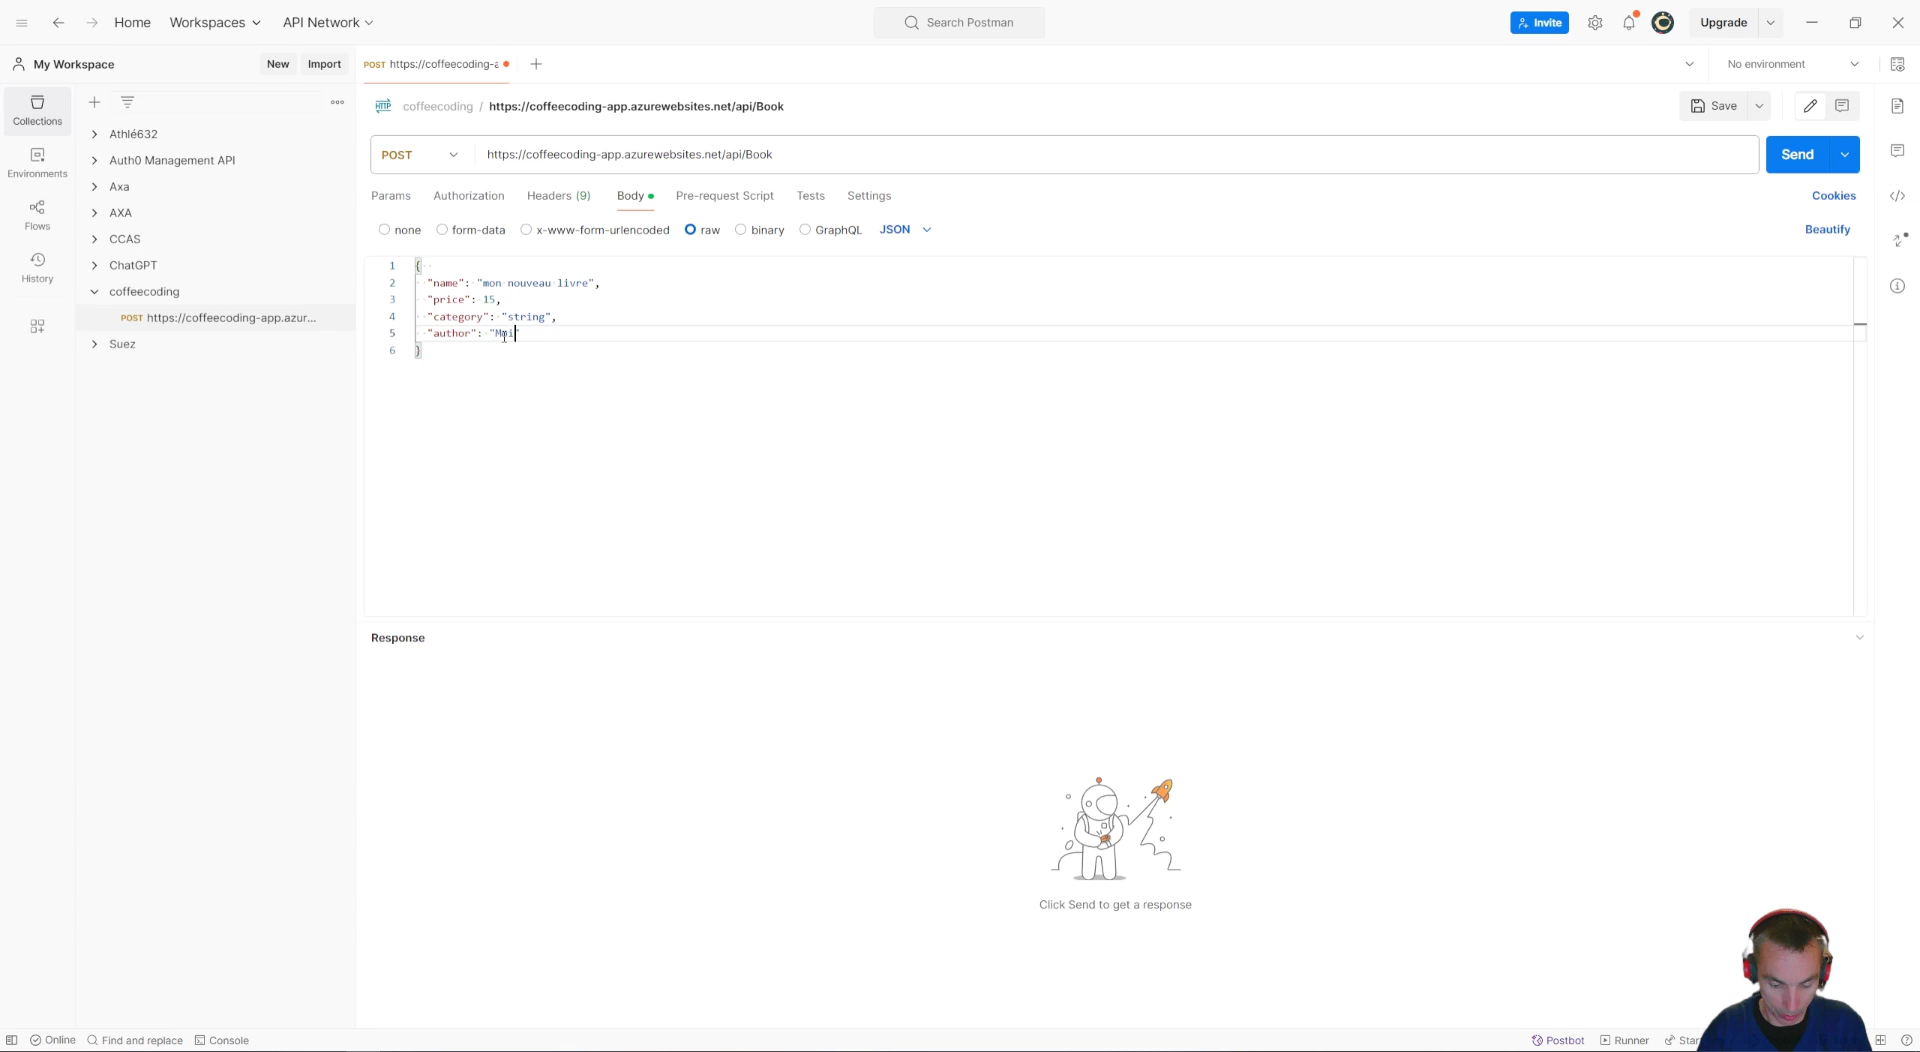 Home Workspaces API Network Search Postman Invite Upgrade
My Workspace New Import POST https://coffeecoding-a No environment
Collections
Environments
Flows
History
Athlé632
Auth0 Management API
Axa
AXA
CCAS
ChatGPT
coffeecoding
POST https://coffeecoding-app.azur...
Suez
HTTP coffeecoding / https://coffeecoding-app.azurewebsites.net/api/Book Save
POST https://coffeecoding-app.azurewebsites.net/api/Book Send
Params Authorization Headers (9) Body Pre-request Script Tests Settings Cookies
none form-data x-www-form-urlencoded raw binary GraphQL JSON Beautify
1 {
2 "name": "mon nouveau livre",
3 "price": 15,
4 "category": "string",
5 "author": "Moi"
6 }
Response
Click Send to get a response
Online Find and replace Console Postbot Runner